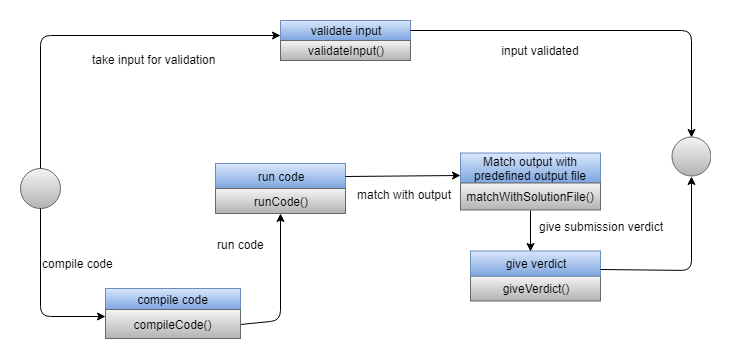 validate input
validateInput()
take input for validation
input validated
Match output with
predefined output file
matchWithSolutionFile()
run code
runCode()
match with output
give submission verdict
run code
compile code
give verdict
giveVerdict()
compile code
compileCode()